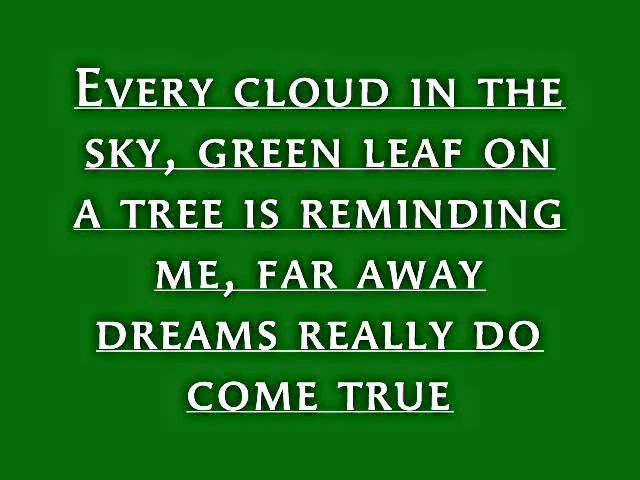 Every cloud in the
sky, green leaf on
a tree is reminding
me, far away
dreams really do
come true